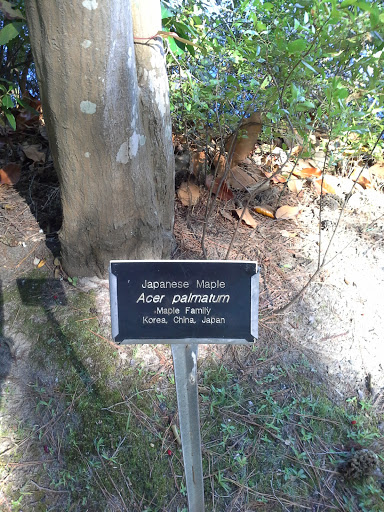 Japanese Maple
Acer palmatum
Maple Family
Korea, China, Japan